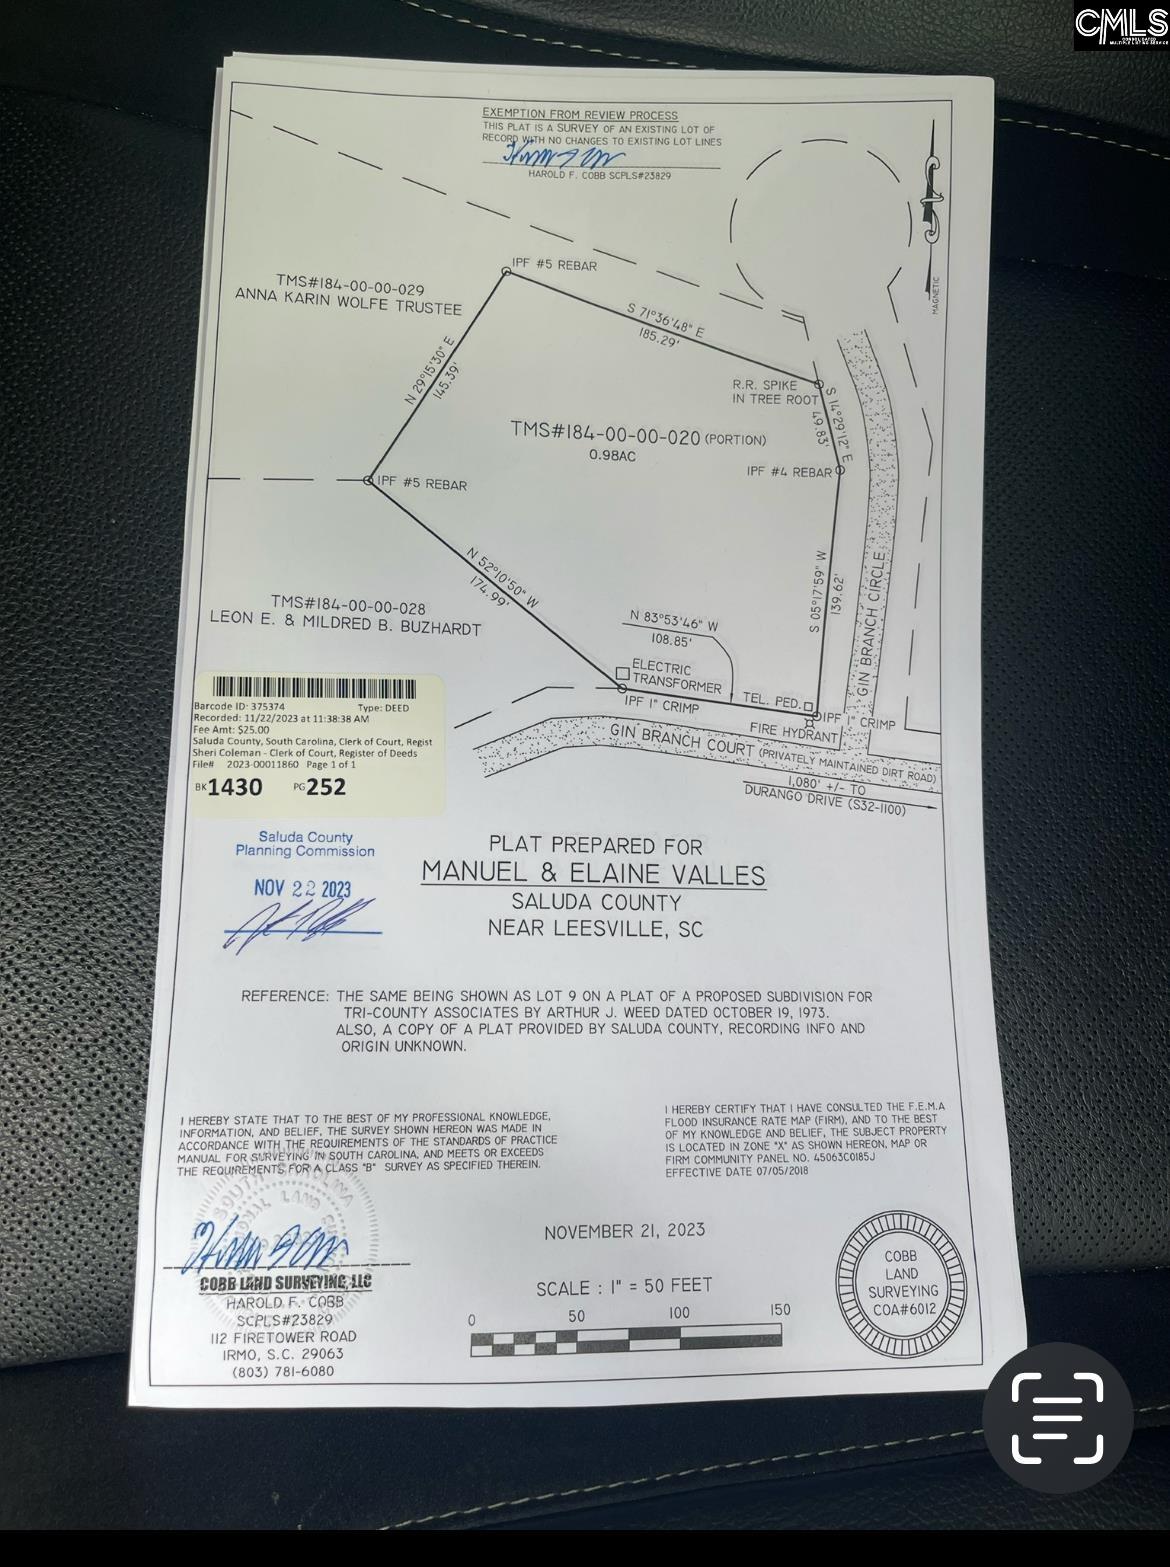 CMLS
CONSOLIDATED
MULTIPLE LISTING SERVICE
EXEMPTION FROM REVIEW PROCESS
THIS PLAT IS A SURVEY OF AN EXISTING LOT OF
RECORD WITH NO CHANGES TO EXISTING LOT LINES
HAROLD F. COBB SCPLS#23829
MAGNETIC
IPF #5 REBAR
TMS#184-00-00-029
ANNA KARIN WOLFE TRUSTEE
S 71°36'48" E
185.29'
N 29°15'30" E
145.39'
R.R. SPIKE
IN TREE ROOT
S 14°29'12" E
49.83'
TMS#184-00-00-020 (PORTION)
0.98AC
IPF #4 REBAR
IPF #5 REBAR
N 52°10'50" W
174.99'
S 05°17'59" W
139.62'
GIN BRANCH CIRCLE
TMS#184-00-00-028
LEON E. & MILDRED B. BUZHARDT
N 83°53'46" W
108.85'
ELECTRIC
TRANSFORMER
TEL. PED.
IPF 1" CRIMP
IPF 1" CRIMP
FIRE HYDRANT
GIN BRANCH COURT (PRIVATELY MAINTAINED DIRT ROAD)
1,080' +/- TO
DURANGO DRIVE (S32-1100)
Barcode ID: 375374 Type: DEED
Recorded: 11/22/2023 at 11:38:38 AM
Fee Amt: $25.00
Saluda County, South Carolina, Clerk of Court, Regist
Sheri Coleman - Clerk of Court, Register of Deeds
File# 2023-00011860 Page 1 of 1
BK 1430 PG 252
Saluda County
Planning Commission
NOV 22 2023
PLAT PREPARED FOR
MANUEL & ELAINE VALLES
SALUDA COUNTY
NEAR LEESVILLE, SC
REFERENCE: THE SAME BEING SHOWN AS LOT 9 ON A PLAT OF A PROPOSED SUBDIVISION FOR
TRI-COUNTY ASSOCIATES BY ARTHUR J. WEED DATED OCTOBER 19, 1973.
ALSO, A COPY OF A PLAT PROVIDED BY SALUDA COUNTY, RECORDING INFO AND
ORIGIN UNKNOWN.
I HEREBY STATE THAT TO THE BEST OF MY PROFESSIONAL KNOWLEDGE,
INFORMATION, AND BELIEF, THE SURVEY SHOWN HEREON WAS MADE IN
ACCORDANCE WITH THE REQUIREMENTS OF THE STANDARDS OF PRACTICE
MANUAL FOR SURVEYING IN SOUTH CAROLINA, AND MEETS OR EXCEEDS
THE REQUIREMENTS FOR A CLASS "B" SURVEY AS SPECIFIED THEREIN.
I HEREBY CERTIFY THAT I HAVE CONSULTED THE F.E.M.A
FLOOD INSURANCE RATE MAP (FIRM), AND TO THE BEST
OF MY KNOWLEDGE AND BELIEF, THE SUBJECT PROPERTY
IS LOCATED IN ZONE "X" AS SHOWN HEREON, MAP OR
FIRM COMMUNITY PANEL NO. 45063C0185J
EFFECTIVE DATE 07/05/2018
SOUTH CAROLINA
COBB LAND SURVEYING, LLC
HAROLD F. COBB
SCPLS#23829
112 FIRETOWER ROAD
IRMO, S.C. 29063
(803) 781-6080
NOVEMBER 21, 2023
SCALE : 1" = 50 FEET
0 50 100 150
COBB
LAND
SURVEYING
COA#6012